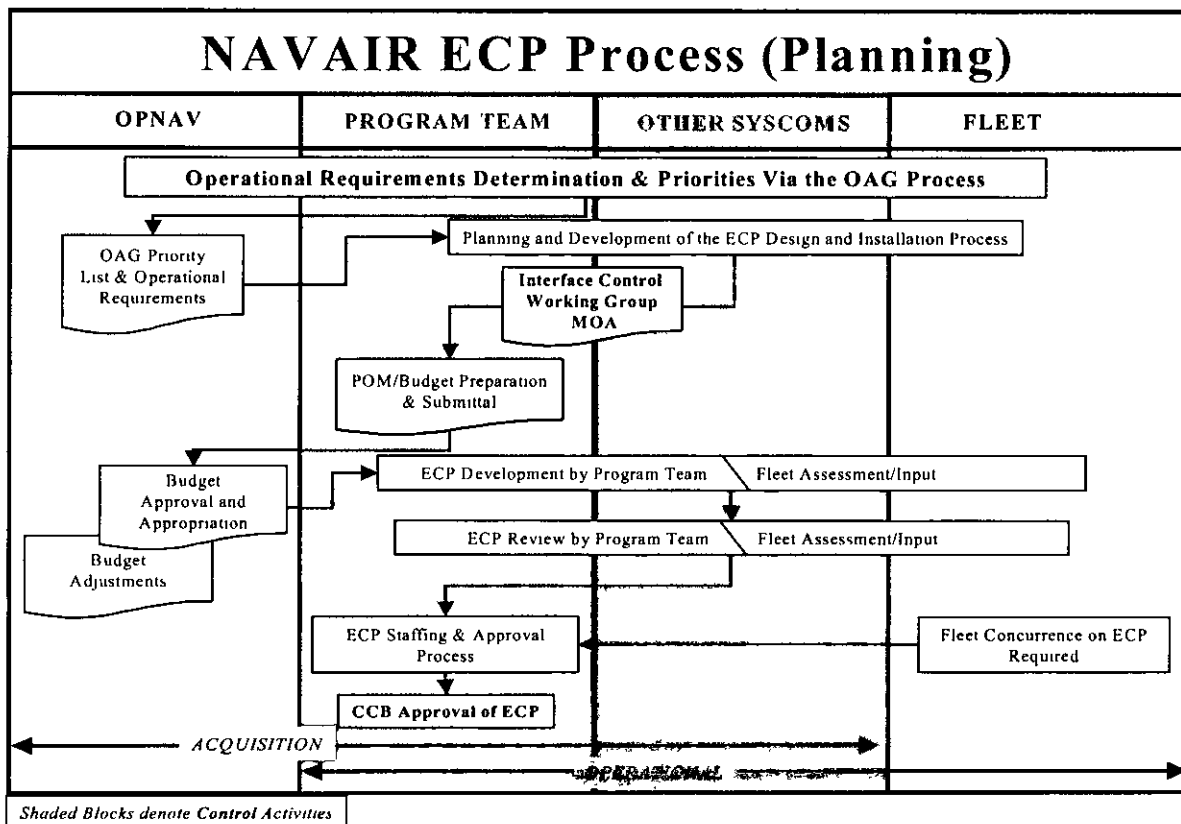 NAVAIR ECP Process (Planning)
OPNAV
PROGRAM TEAM
OTHER SYSCOMS
FLEET
Operational Requirements Determination & Priorities Via the OAG Process
OAG Priority
List & Operational
Requirements
Planning and Development of the ECP Design and Installation Process
Interface Control
Working Group
MOA
POM/Budget Preparation
& Submittal
Budget
Approval and
Appropriation
Budget
Adjustments
ECP Development by Program Team
Fleet Assessment/Input
ECP Review by Program Team
Fleet Assessment/Input
ECP Staffing & Approval
Process
Fleet Concurrence on ECP
Required
CCB Approval of ECP
ACQUISITION
OPERATIONAL
Shaded Blocks denote Control Activities